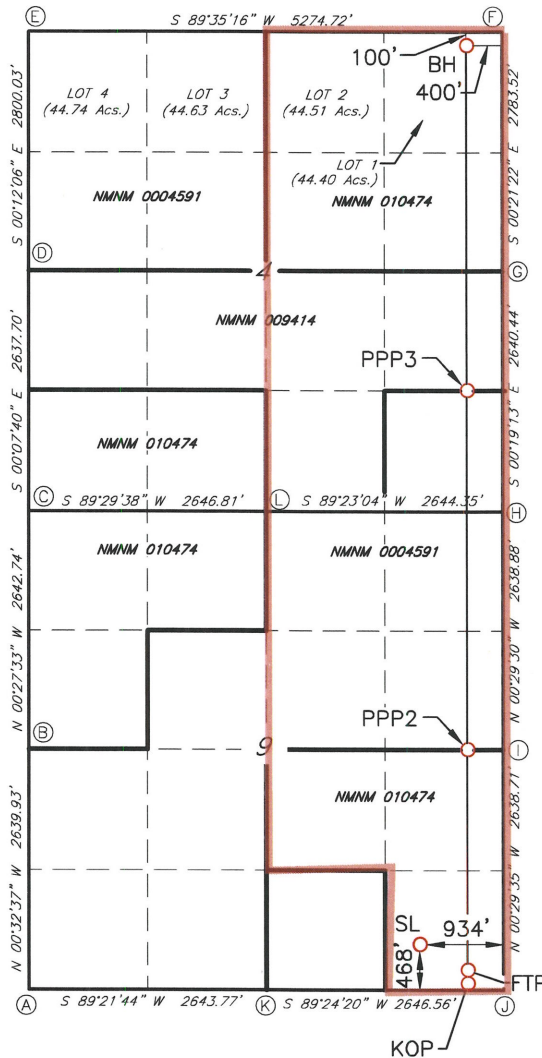 E
S 89°35'16" W 5274.72'
F
100'
BH
400'
LOT 4
(44.74 Acs.)
LOT 3
(44.63 Acs.)
LOT 2
(44.51 Acs.)
LOT 1
(44.40 Acs.)
S 00°12'06" E 2800.03'
S 00°21'22" E 2783.52'
NMNM 0004591
NMNM 010474
D
4
G
NMNM 009414
S 00°07'40" E 2637.70'
S 00°19'13" E 2640.44'
PPP3
NMNM 010474
C
S 89°29'38" W 2646.81'
L
S 89°23'04" W 2644.35'
H
NMNM 010474
NMNM 0004591
N 00°27'33" W 2642.74'
N 00°29'30" W 2638.88'
PPP2
B
9
I
NMNM 010474
N 00°32'37" W 2639.93'
N 00°29'35" W 2638.71'
SL
934'
468'
FTP
A
S 89°21'44" W 2643.77'
K
S 89°24'20" W 2646.56'
J
KOP